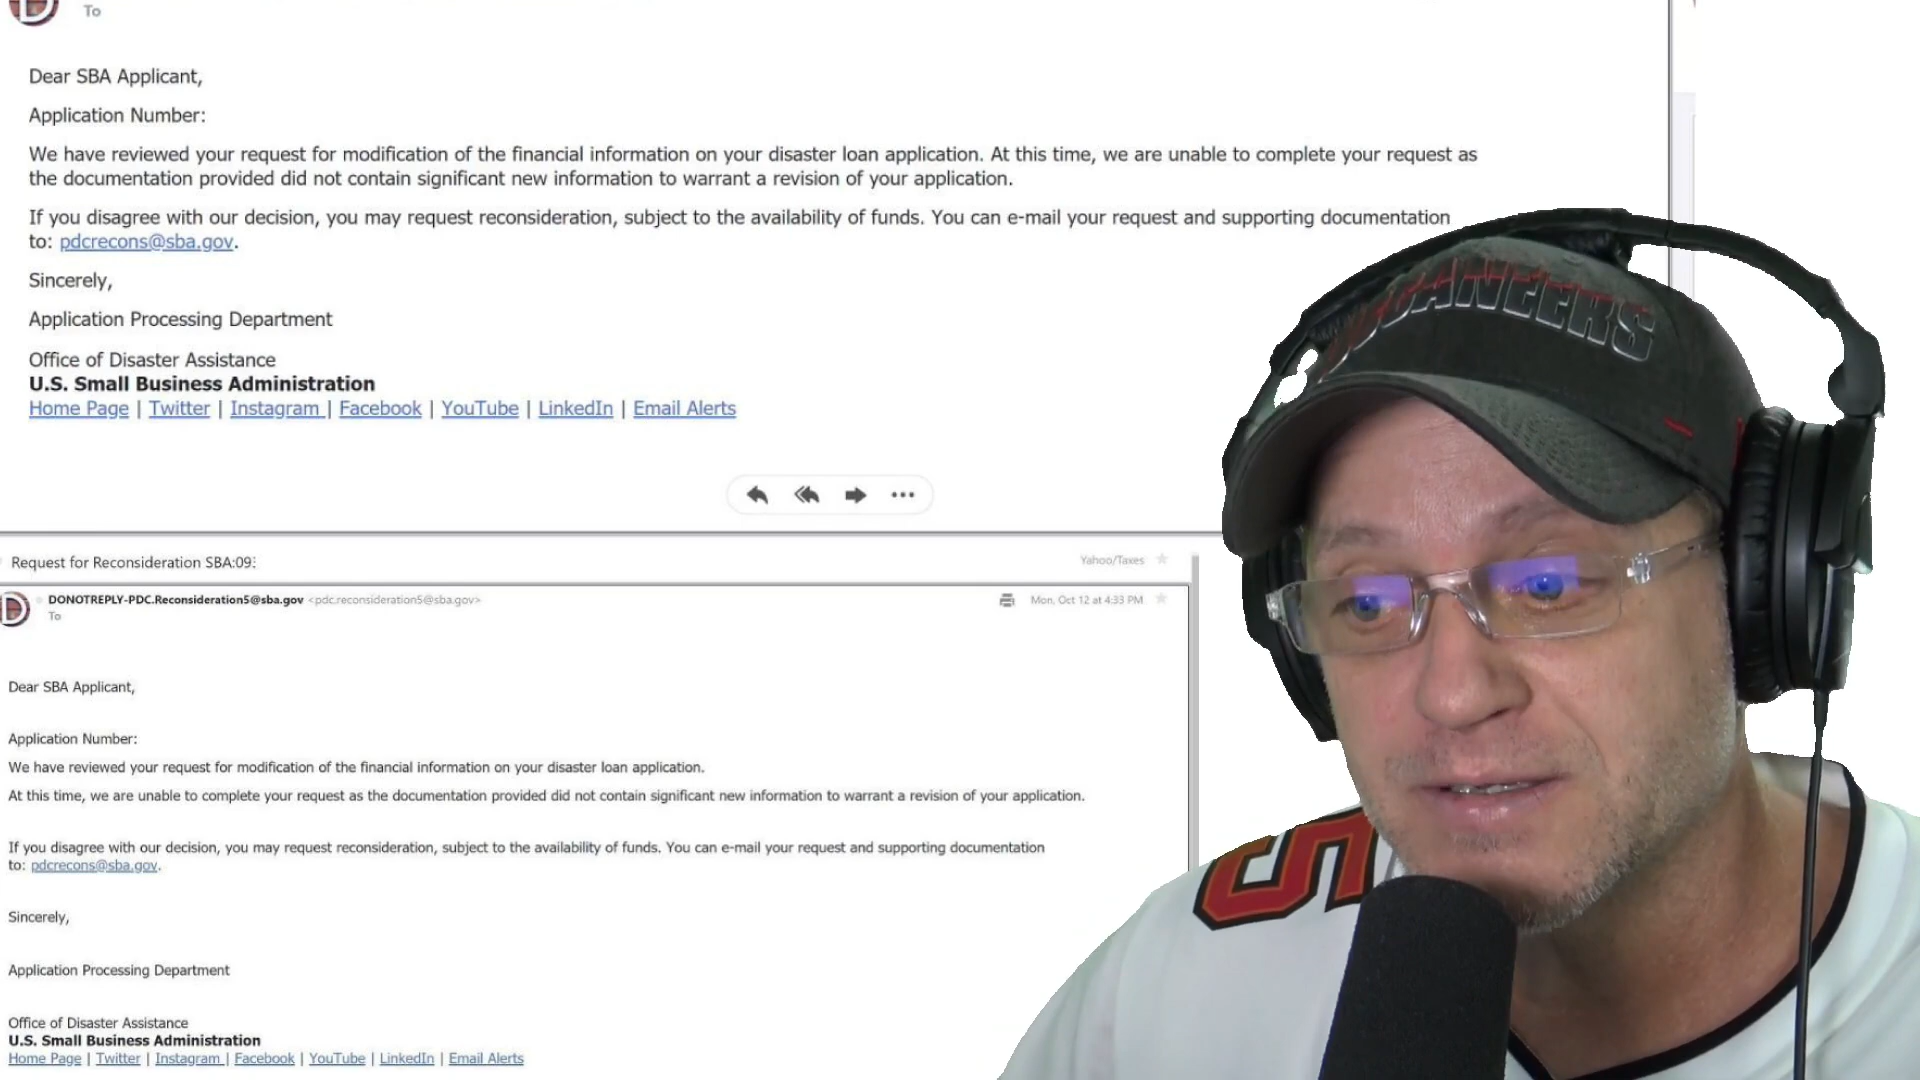 To
Dear SBA Applicant,
Application Number:
We have reviewed your request for modification of the financial information on your disaster loan application. At this time, we are unable to complete your request as
the documentation provided did not contain significant new information to warrant a revision of your application.
If you disagree with our decision, you may request reconsideration, subject to the availability of funds. You can e-mail your request and supporting documentation
to: pdcrecons@sba.gov.
Sincerely,
Application Processing Department
Office of Disaster Assistance
U.S. Small Business Administration
Home Page | Twitter | Instagram | Facebook | YouTube | LinkedIn | Email Alerts
BUCCANEERS
Request for Reconsideration SBA:09
Yahoo/Taxes
DONOTREPLY-PDC.Reconsideration5@sba.gov <pdc.reconsideration5@sba.gov>
Mon, Oct 12 at 4:33 PM
To
Dear SBA Applicant,
Application Number:
We have reviewed your request for modification of the financial information on your disaster loan application.
At this time, we are unable to complete your request as the documentation provided did not contain significant new information to warrant a revision of your application.
If you disagree with our decision, you may request reconsideration, subject to the availability of funds. You can e-mail your request and supporting documentation
to: pdcrecons@sba.gov.
Sincerely,
Application Processing Department
Office of Disaster Assistance
U.S. Small Business Administration
Home Page | Twitter | Instagram | Facebook | YouTube | LinkedIn | Email Alerts